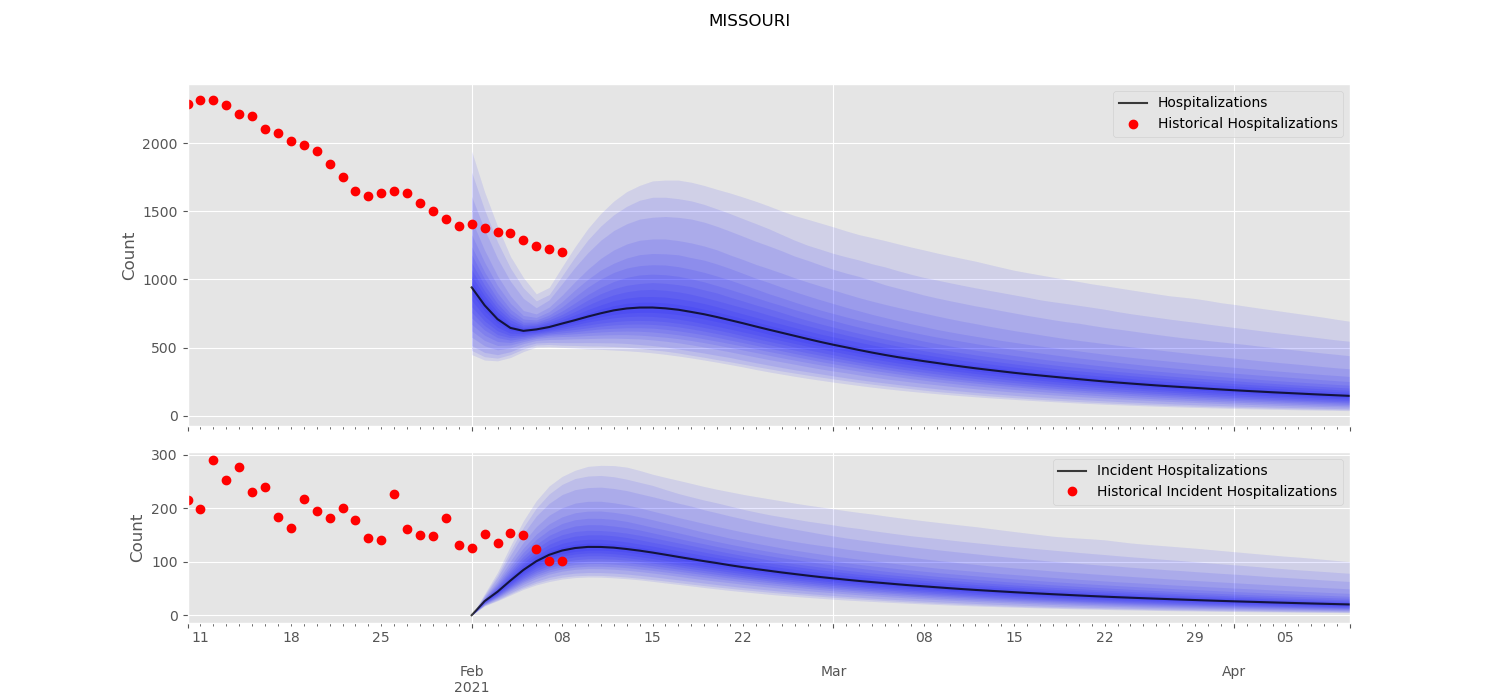 MISSOURI
Hospitalizations
Historical Hospitalizations
Count
2000
1500
1000
500
0
Incident Hospitalizations
Historical Incident Hospitalizations
Count
300
200
100
0
11 18 25 08 15 22 08 15 22 29 05
Feb Mar Apr
2021